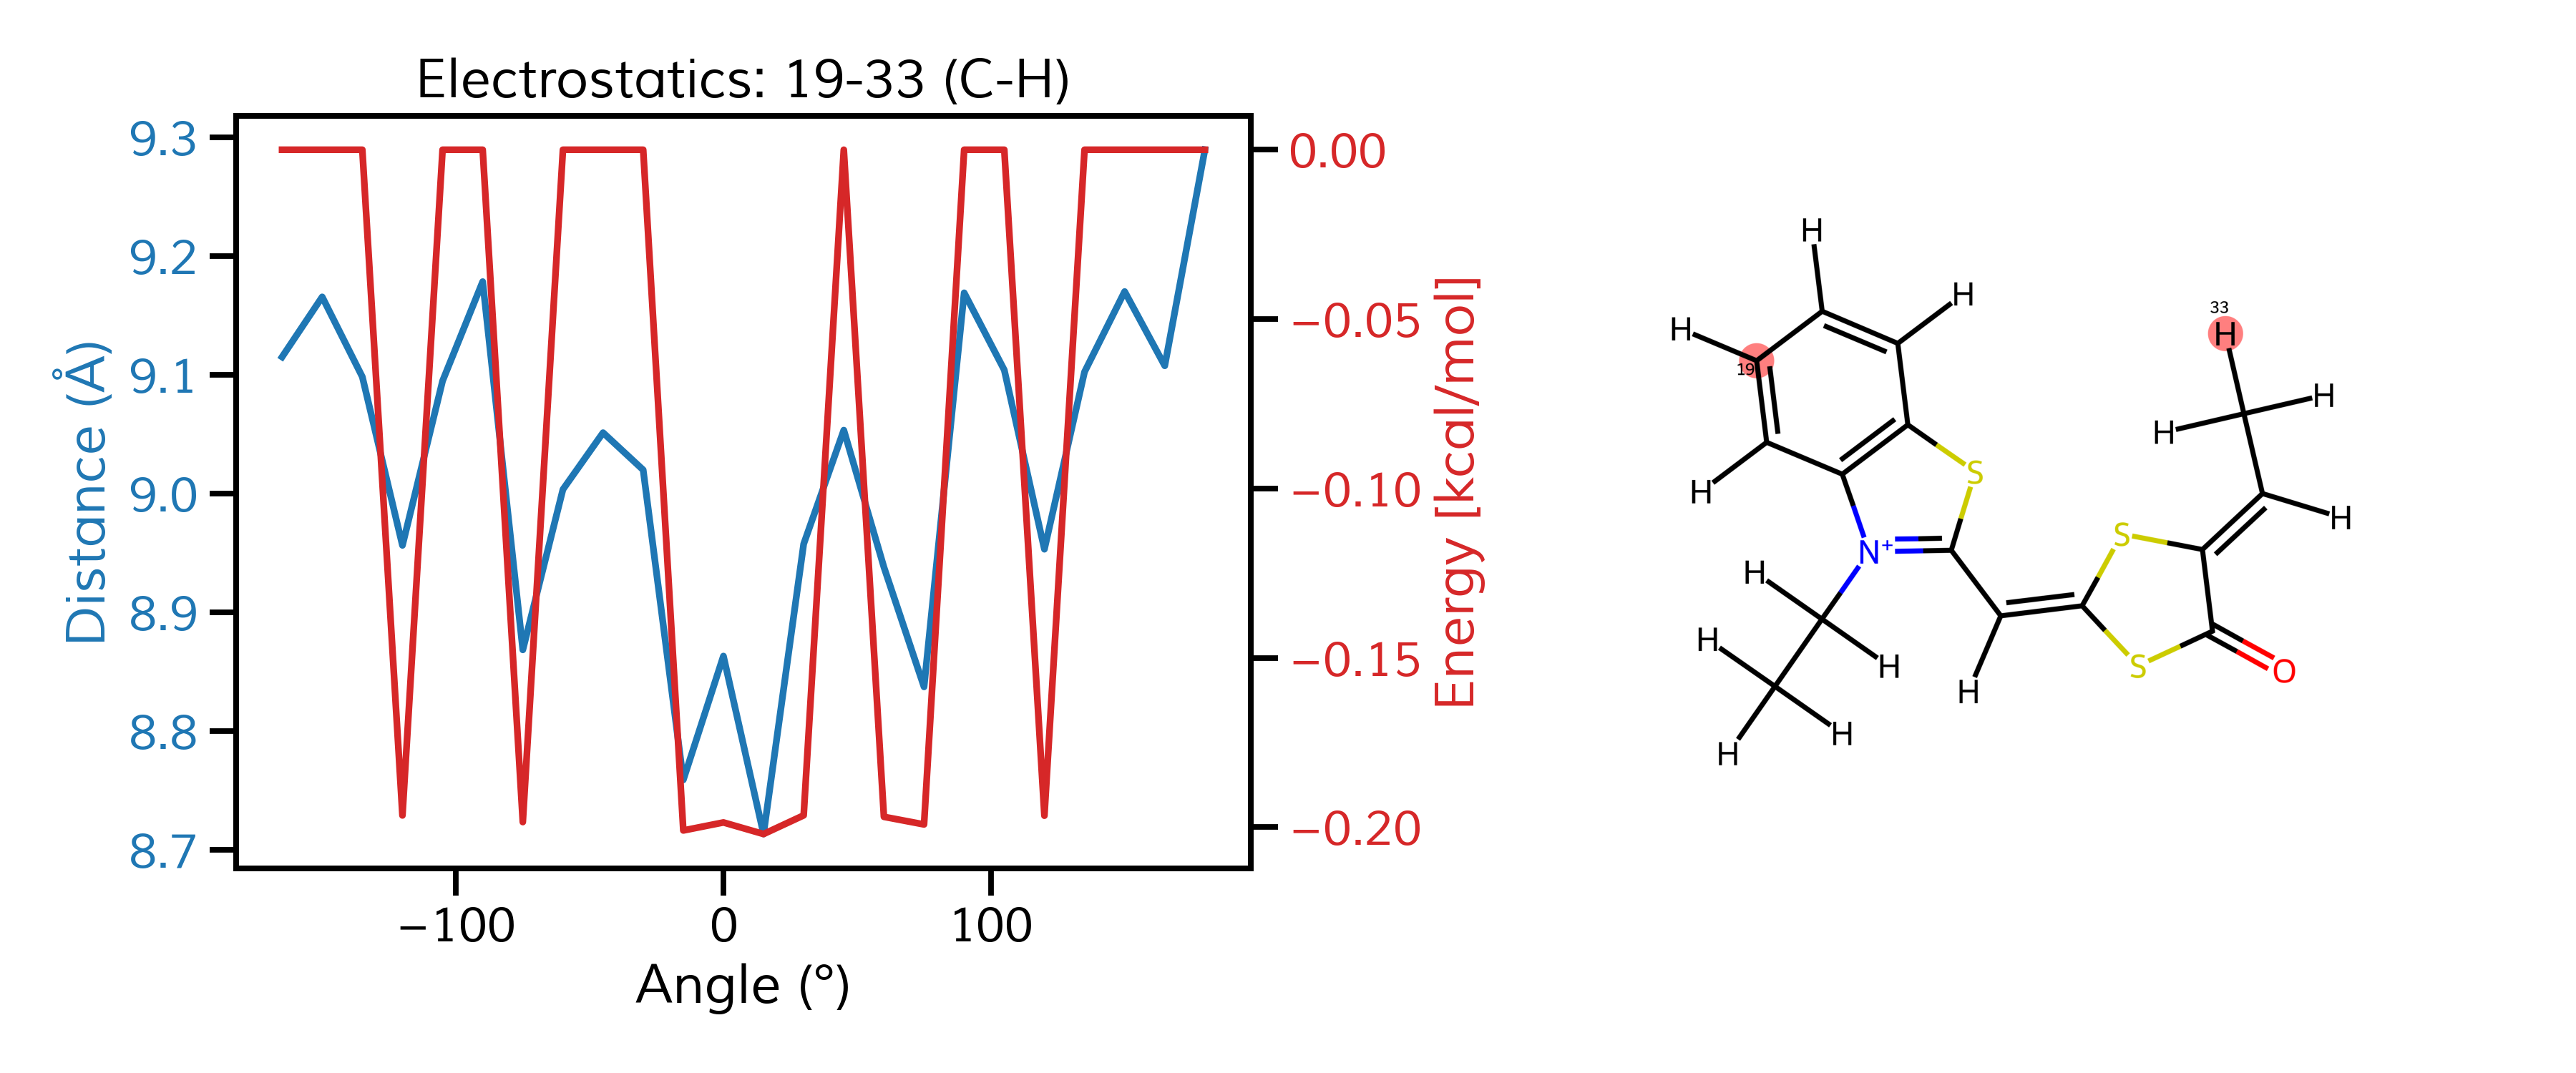 Electrostatics: 19-33 (C-H)
9.3
9.2
9.1
9.0
8.9
8.8
8.7
Distance (Å)
0.00
−0.05
−0.10
−0.15
−0.20
Energy [kcal/mol]
−100
0
100
Angle (°)
H
H
H
33
H
H
19
H
H
S
H
H
S
N+
H
H
H
S
O
H
H
H